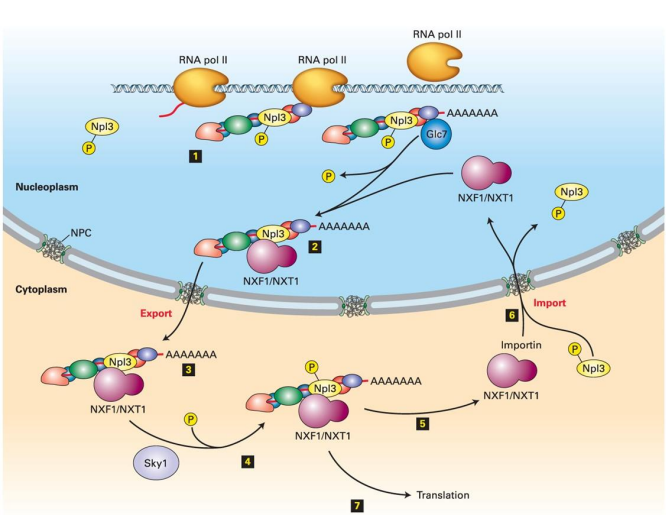 RNA pol II
RNA pol II
RNA pol II
Npl3
P
Npl3
P
1
Npl3
P
AAAAAAA
Glc7
P
NXF1/NXT1
Npl3
P
Nucleoplasm
NPC
Npl3
AAAAAAA
2
NXF1/NXT1
Cytoplasm
Export
Import
6
Npl3
AAAAAAA
3
NXF1/NXT1
P
Sky1
4
P
Npl3
AAAAAAA
NXF1/NXT1
5
Importin
NXF1/NXT1
P
Npl3
7
Translation